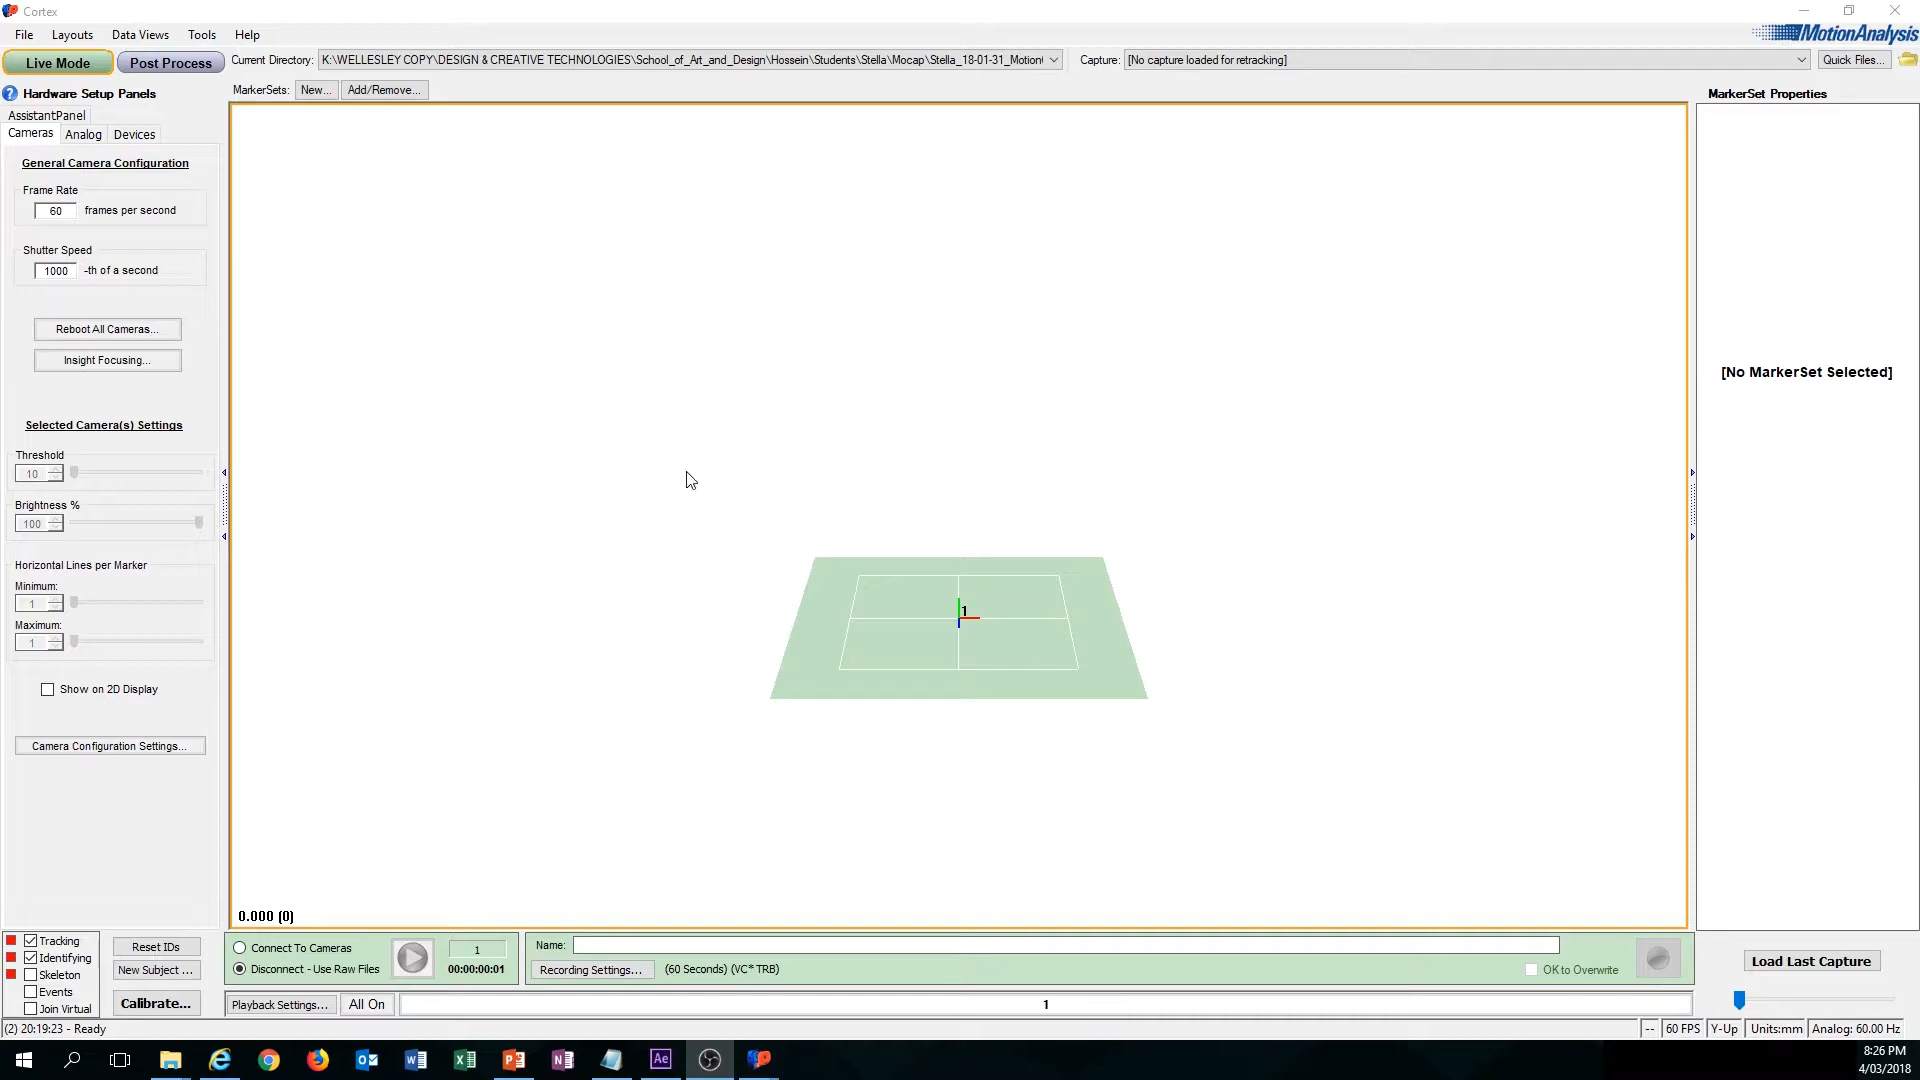 Cortex
File Layouts Data Views Tools Help
MotionAnalysis
Live Mode Post Process Current Directory: K:\WELLESLEY COPY\DESIGN & CREATIVE TECHNOLOGIES\School_of_Art_and_Design\Hossein\Students\Stella\Mocap\Stella_18-01-31_Motion( Capture: [No capture loaded for retracking] Quick Files...
? Hardware Setup Panels MarkerSets: New... Add/Remove... MarkerSet Properties
AssistantPanel
Cameras Analog Devices
General Camera Configuration
Frame Rate
60 frames per second
Shutter Speed
1000 -th of a second
Reboot All Cameras...
Insight Focusing...
[No MarkerSet Selected]
Selected Camera(s) Settings
Threshold
10
Brightness %
100
Horizontal Lines per Marker
Minimum:
1
Maximum:
1
1
Show on 2D Display
Camera Configuration Settings...
0.000 (0)
Tracking
Identifying
Skeleton
Events
Join Virtual
Reset IDs
New Subject ...
Calibrate...
Connect To Cameras
Disconnect - Use Raw Files
1
00:00:00:01
Name:
Recording Settings... (60 Seconds) (VC*TRB) OK to Overwrite
Load Last Capture
Playback Settings... All On 1
(2) 20:19:23 - Ready -- 60 FPS Y-Up Units:mm Analog: 60.00 Hz
Ae
8:26 PM
4/03/2018